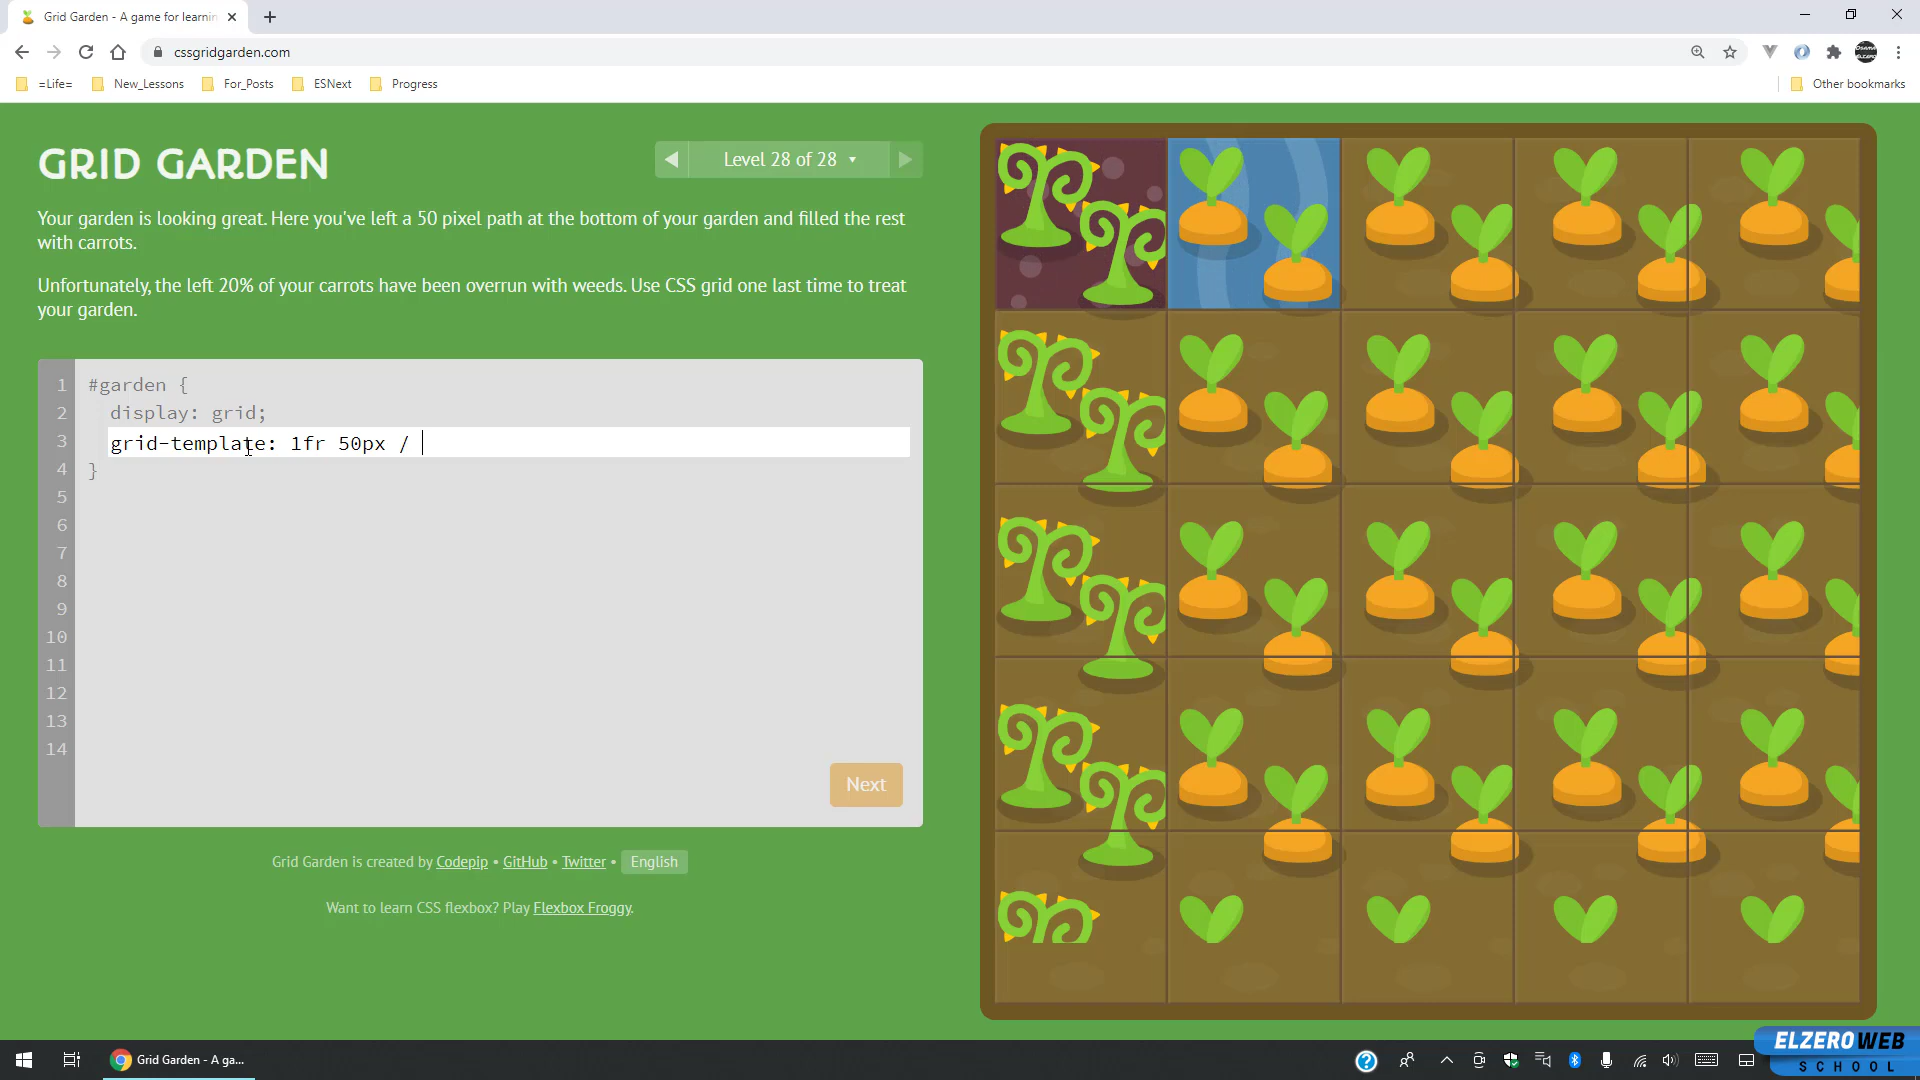 Grid Garden - A game for learnin
cssgridgarden.com
=Life=
New_Lessons
For_Posts
ESNext
Progress
Other bookmarks
GRID GARDEN
Level 28 of 28
Your garden is looking great. Here you've left a 50 pixel path at the bottom of your garden and filled the rest
with carrots.
Unfortunately, the left 20% of your carrots have been overrun with weeds. Use CSS grid one last time to treat
your garden.
1 #garden {
2 display: grid;
3 grid-template: 1fr 50px /
4 }
5
6
7
8
9
10
11
12
13
14
Next
Grid Garden is created by Codepip • GitHub • Twitter • English
Want to learn CSS flexbox? Play Flexbox Froggy.
Grid Garden - A ga...
ELZEROWEB
SCHOOL